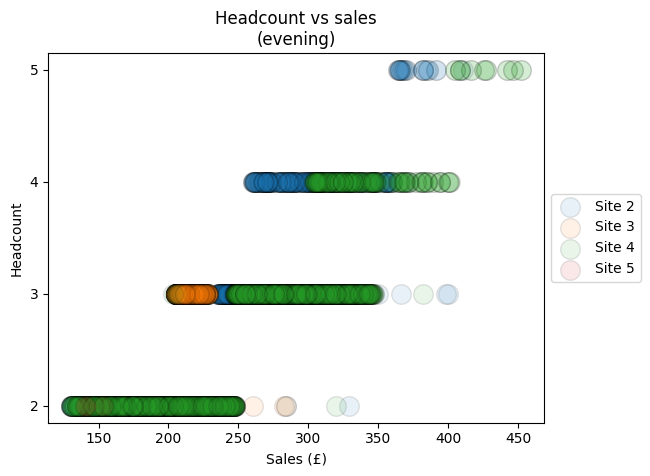 Headcount vs sales
(evening)
5
4
3
2
Headcount
150 200 250 300 350 400 450
Sales (£)
Site 2
Site 3
Site 4
Site 5